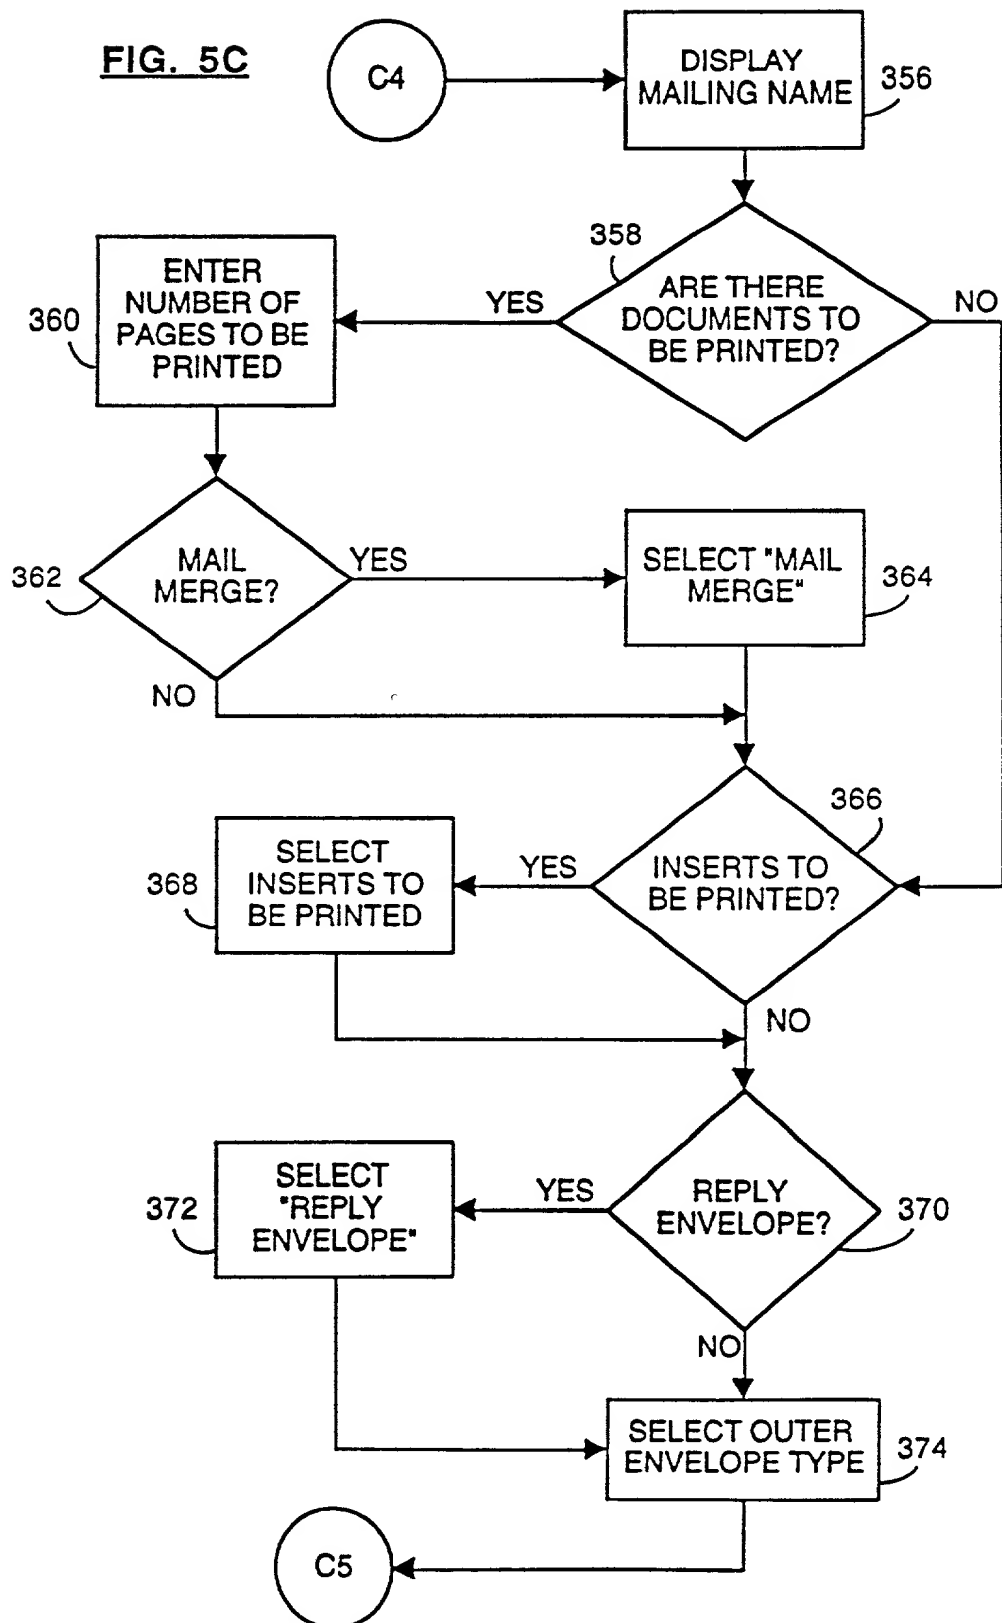 FIG. 5C
C4
DISPLAY
MAILING NAME
356
358
ARE THERE
DOCUMENTS TO
BE PRINTED?
YES
NO
ENTER
NUMBER OF
PAGES TO BE
PRINTED
360
MAIL
MERGE?
362
YES
NO
SELECT "MAIL
MERGE"
364
366
INSERTS TO
BE PRINTED?
YES
NO
SELECT
INSERTS TO
BE PRINTED
368
REPLY
ENVELOPE?
370
YES
NO
SELECT
"REPLY
ENVELOPE"
372
SELECT OUTER
ENVELOPE TYPE
374
C5